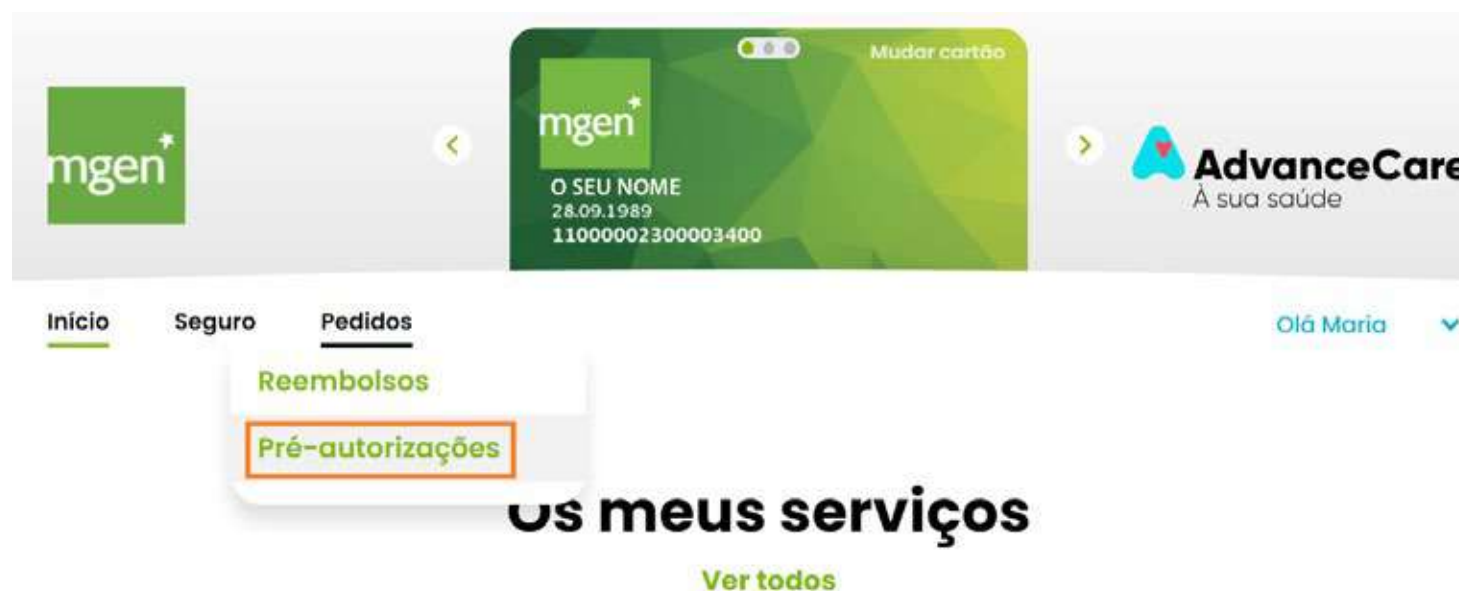 mgen*
Mudar cartão
mgen*
O SEU NOME
28.09.1989
11000002300003400
AdvanceCare
À sua saúde
Início
Seguro
Pedidos
Olá Maria
Reembolsos
Pré-autorizações
Os meus serviços
Ver todos